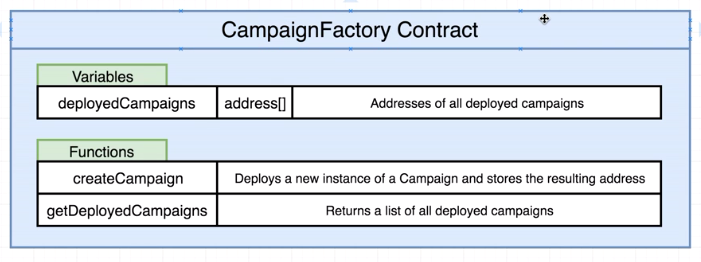 CampaignFactory Contract
Variables
deployedCampaigns address[] Addresses of all deployed campaigns
Functions
createCampaign Deploys a new instance of a Campaign and stores the resulting address
getDeployedCampaigns Returns a list of all deployed campaigns